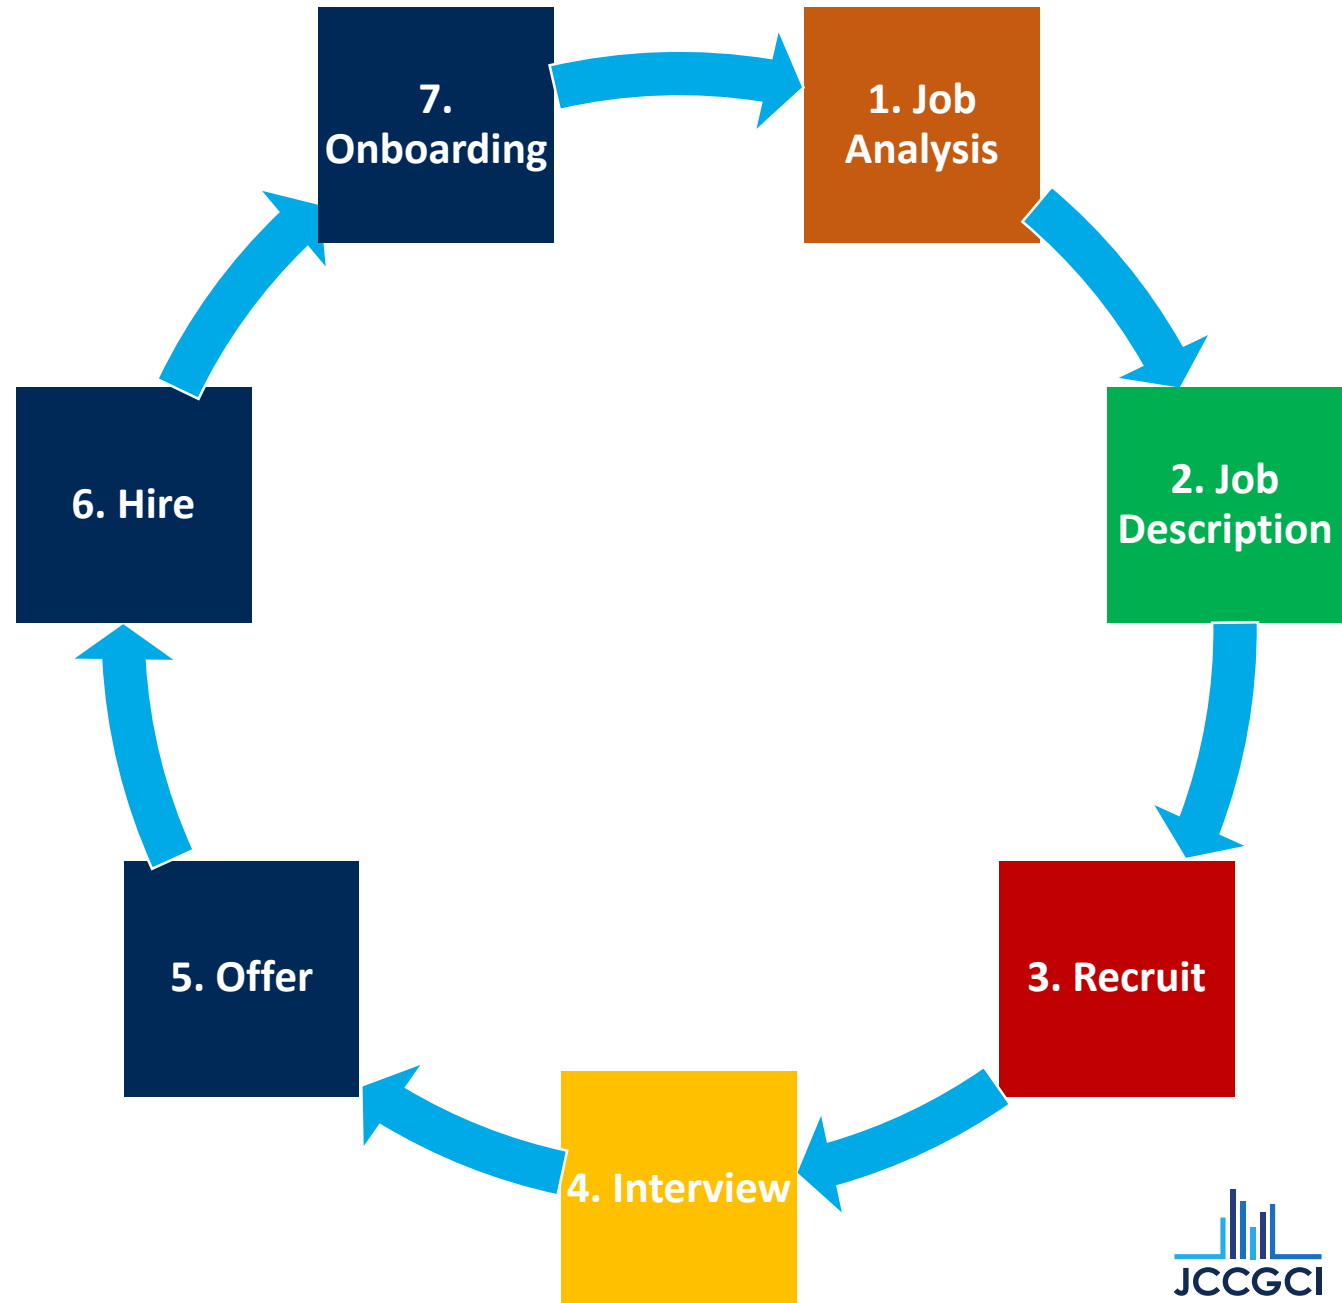 7.
Onboarding
1. Job
Analysis
2. Job
Description
3. Recruit
4. Interview
5. Offer
6. Hire
JCCGCI